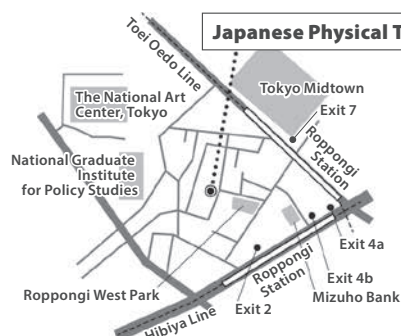 Japanese Physical T
Toei Oedo Line
Tokyo Midtown
Exit 7
The National Art
Center, Tokyo
Roppongi
Station
National Graduate
Institute
for Policy Studies
Exit 4a
Roppongi
Station
Exit 4b
Roppongi West Park
Exit 2
Mizuho Bank
Hibiya Line